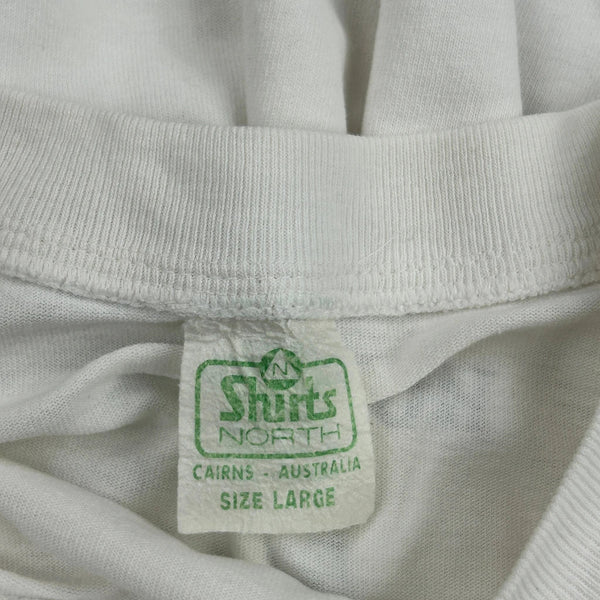 N
Shirts
NORTH
CAIRNS - AUSTRALIA
SIZE LARGE